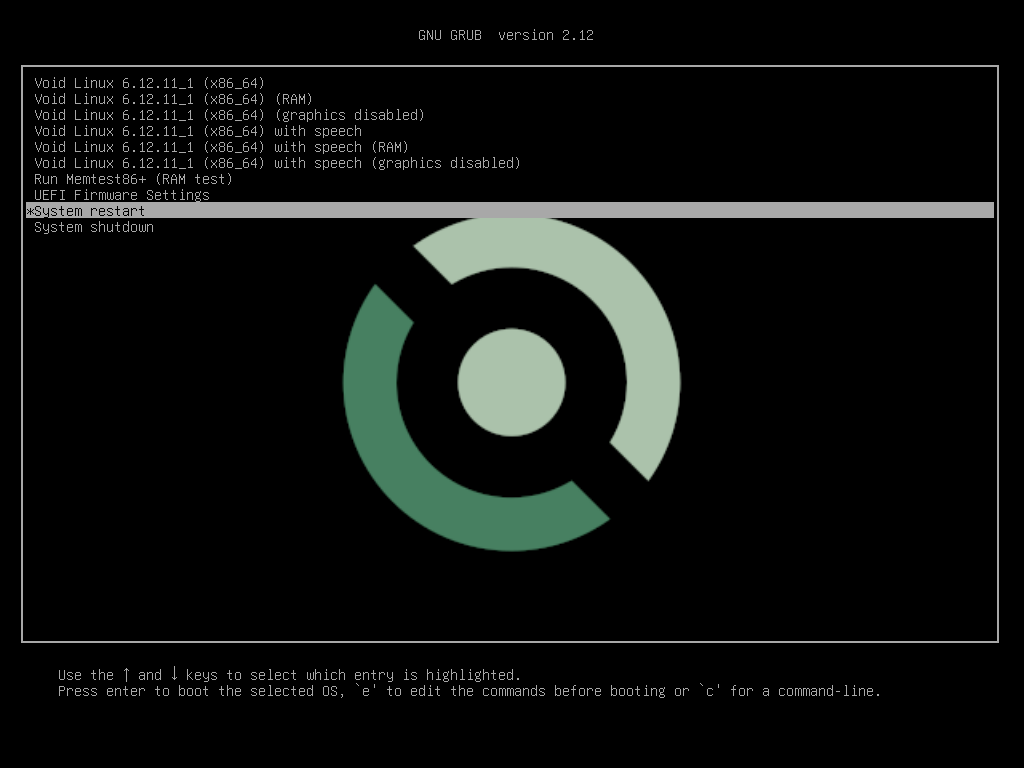 GNU GRUB  version 2.12
Void Linux 6.12.11_1 (x86_64)
Void Linux 6.12.11_1 (x86_64) (RAM)
Void Linux 6.12.11_1 (x86_64) (graphics disabled)
Void Linux 6.12.11_1 (x86_64) with speech
Void Linux 6.12.11_1 (x86_64) with speech (RAM)
Void Linux 6.12.11_1 (x86_64) with speech (graphics disabled)
Run Memtest86+ (RAM test)
UEFI Firmware Settings
*System restart
System shutdown
Use the ↑ and ↓ keys to select which entry is highlighted.
Press enter to boot the selected OS, `e' to edit the commands before booting or `c' for a command-line.